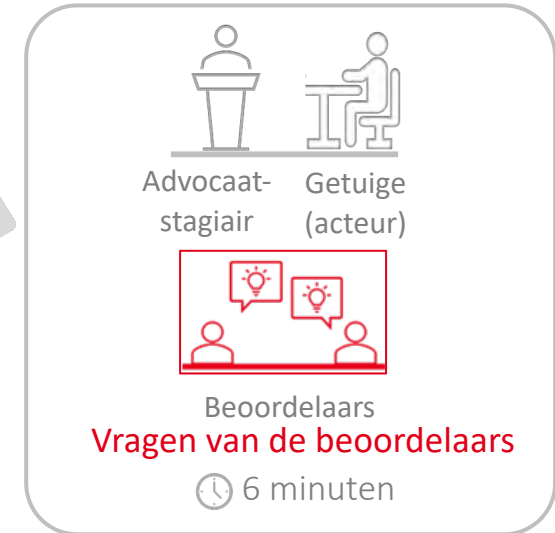 Advocaat-
stagiair
Getuige
(acteur)
Beoordelaars
Vragen van de beoordelaars
6 minuten